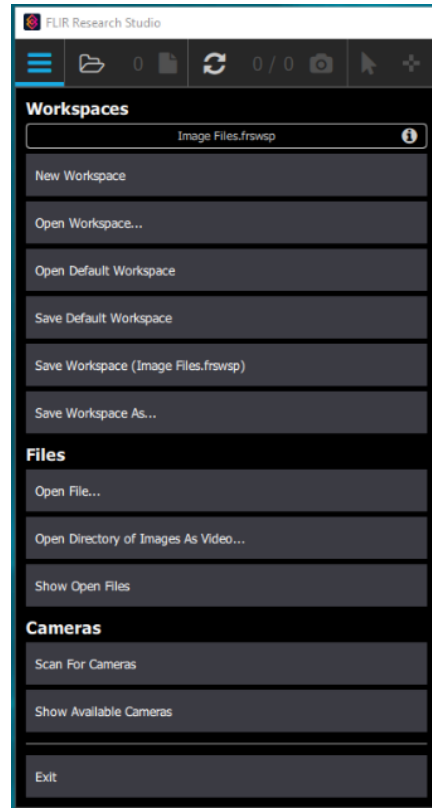 FLIR Research Studio
0
0 / 0
Workspaces
Image Files.frswsp
New Workspace
Open Workspace...
Open Default Workspace
Save Default Workspace
Save Workspace (Image Files.frswsp)
Save Workspace As...
Files
Open File...
Open Directory of Images As Video...
Show Open Files
Cameras
Scan For Cameras
Show Available Cameras
Exit